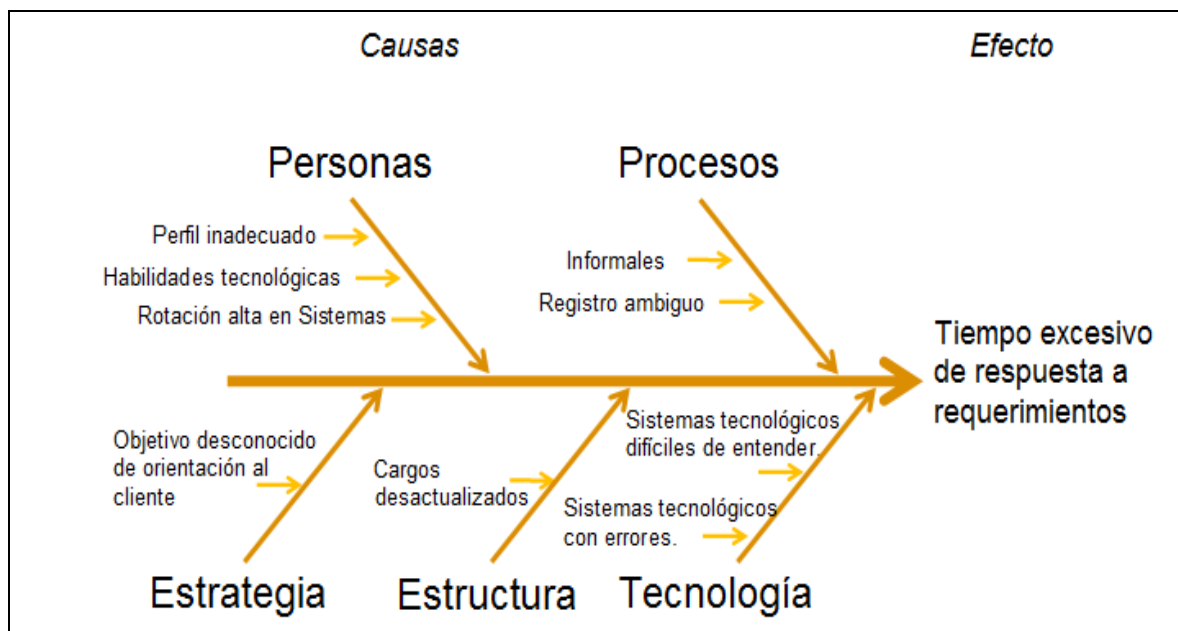 Causas
Efecto
Personas
Procesos
Perfil inadecuado
Habilidades tecnológicas
Rotación alta en Sistemas
Informales
Registro ambiguo
Tiempo excesivo
de respuesta a
requerimientos
Objetivo desconocido
de orientación al
cliente
Cargos
desactualizados
Sistemas tecnológicos
difíciles de entender.
Sistemas tecnológicos
con errores.
Estrategia
Estructura
Tecnología